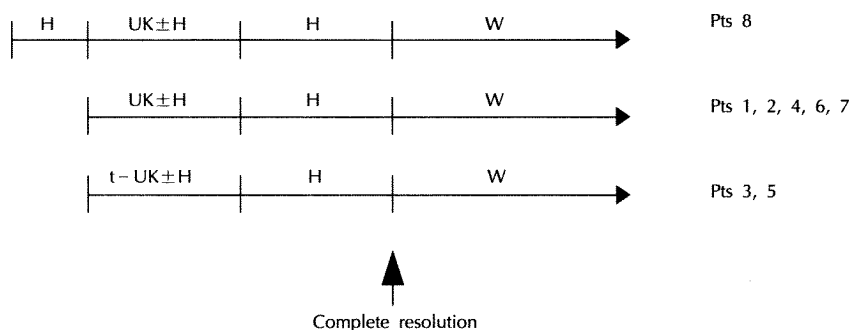 H UK±H H W Pts 8
UK±H H W Pts 1, 2, 4, 6, 7
t–UK±H H W Pts 3, 5
Complete resolution